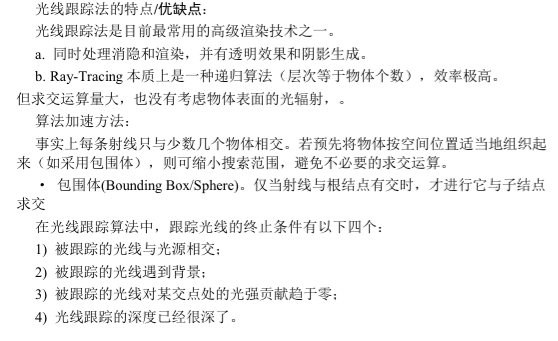 光线跟踪法的特点/优缺点：
光线跟踪法是目前最常用的高级渲染技术之一。
a. 同时处理消隐和渲染，并有透明效果和阴影生成。
b. Ray-Tracing 本质上是一种递归算法（层次等于物体个数），效率极高。
但求交运算量大，也没有考虑物体表面的光辐射，。
算法加速方法：
事实上每条射线只与少数几个物体相交。若预先将物体按空间位置适当地组织起
来（如采用包围体），则可缩小搜索范围，避免不必要的求交运算。
• 包围体(Bounding Box/Sphere)。仅当射线与根结点有交时，才进行它与子结点
求交
在光线跟踪算法中，跟踪光线的终止条件有以下四个：
1) 被跟踪的光线与光源相交；
2) 被跟踪的光线遇到背景；
3) 被跟踪的光线对某交点处的光强贡献趋于零；
4) 光线跟踪的深度已经很深了。